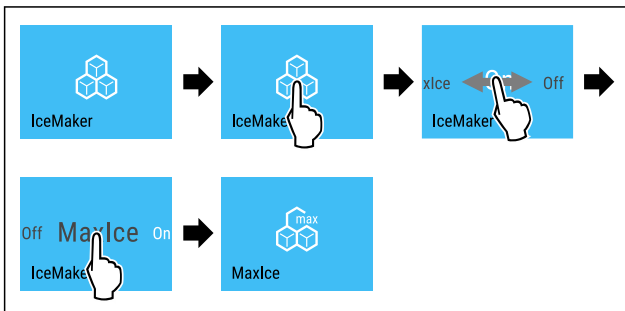 IceMaker
IceMake
xIce Off
IceMaker
Off MaxIce On
IceMake
max
MaxIce